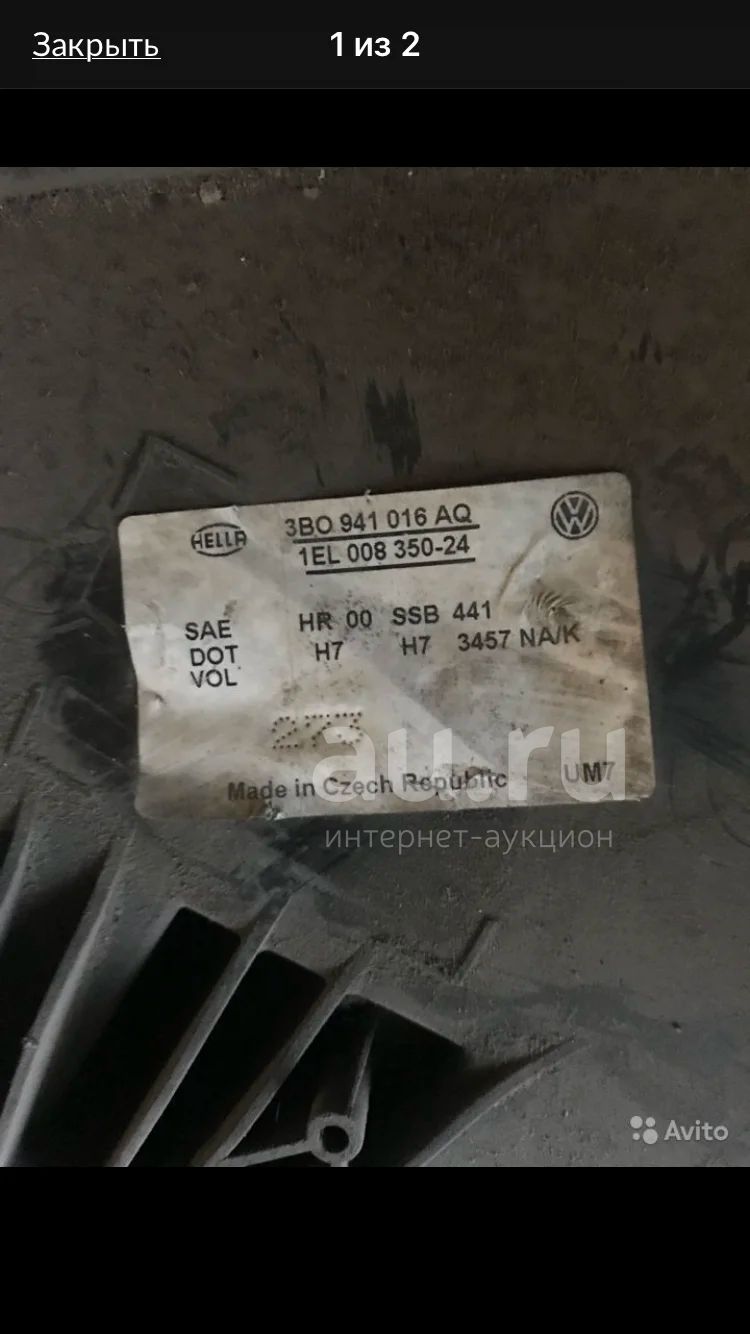 Закрыть
1 из 2
HELLA
3B0 941 016 AQ
1EL 008 350-24
SAE HR 00 SSB 441
DOT H7 H7 3457 NA/K
VOL
273
Made in Czech Republic UM7
au.ru
интернет-аукцион
Avito